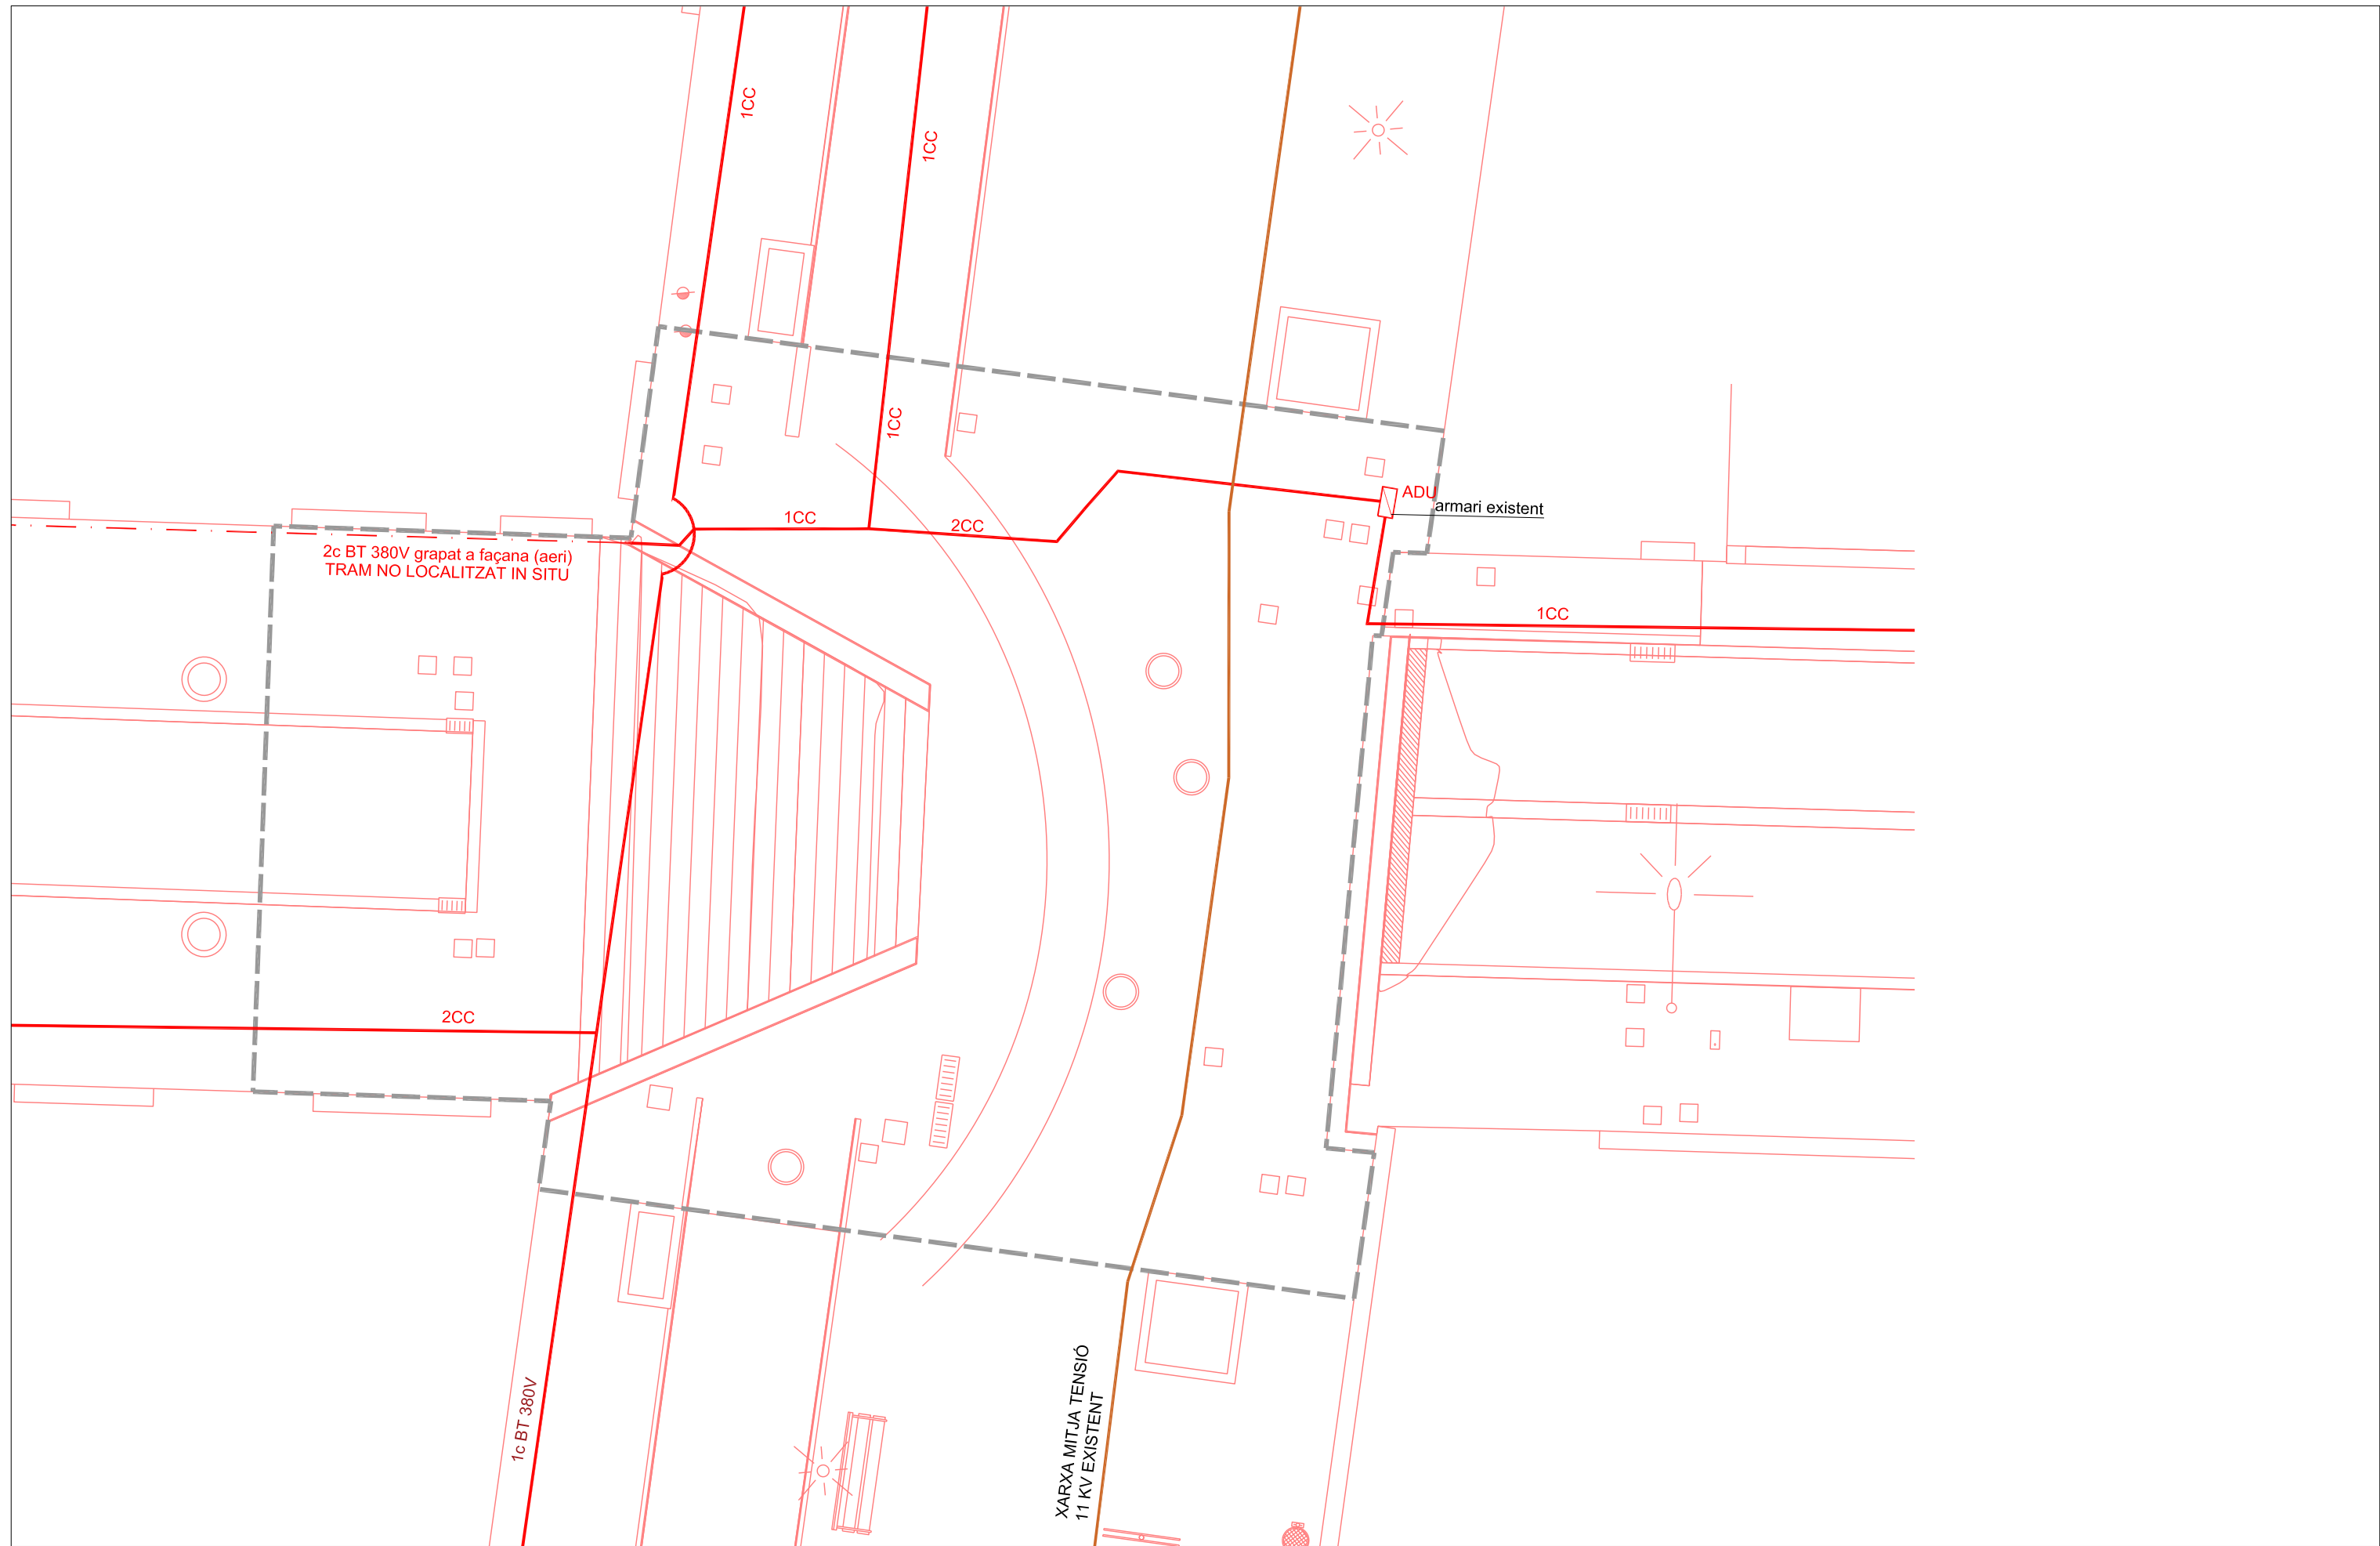 1CC
1CC
1CC
ADU
armari existent
1CC
2CC
2c BT 380V grapat a façana (aeri)
TRAM NO LOCALITZAT IN SITU
1CC
2CC
1c BT 380V
XARXA MITJA TENSIÓ
11 KV EXISTENT